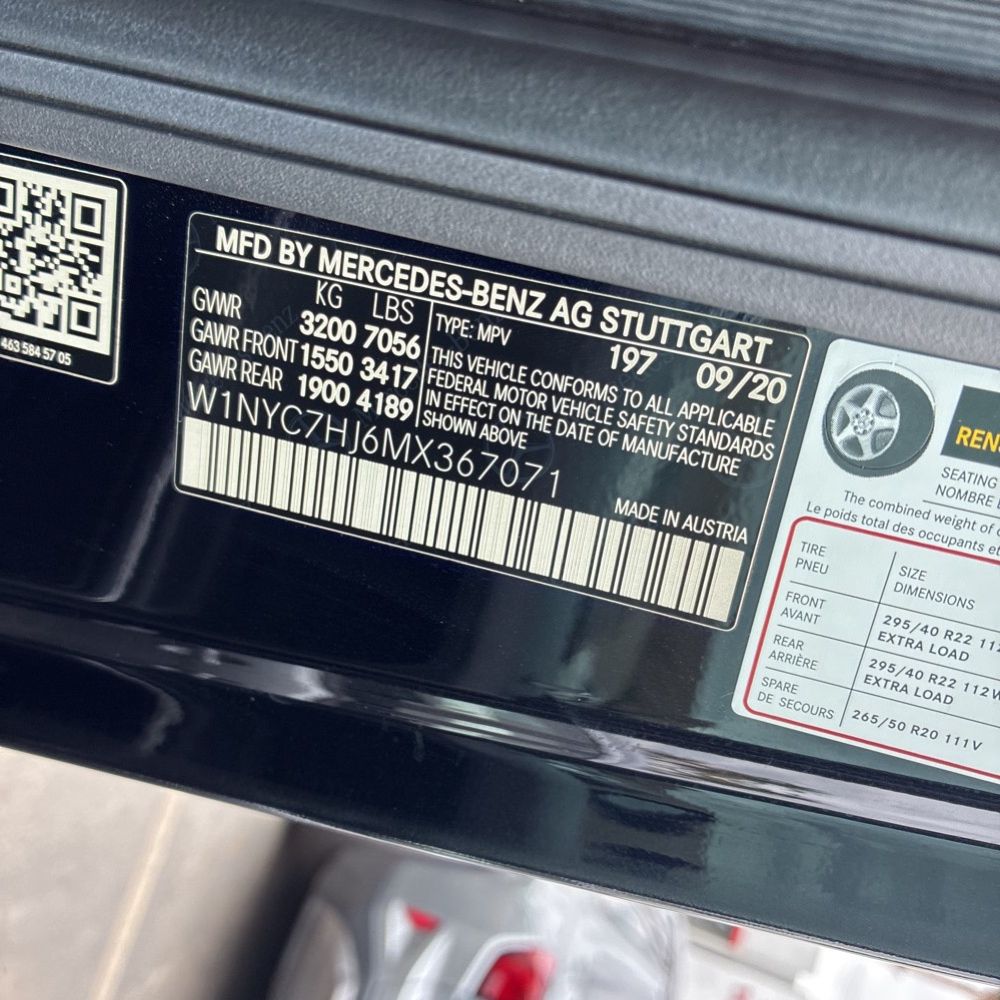 463 584 57 05
MFD BY MERCEDES-BENZ AG STUTTGART
KG LBS
GVWR 3200 7056
GAWR FRONT 1550 3417
GAWR REAR 1900 4189
TYPE: MPV 197 09/20
THIS VEHICLE CONFORMS TO ALL APPLICABLE
FEDERAL MOTOR VEHICLE SAFETY STANDARDS
IN EFFECT ON THE DATE OF MANUFACTURE
SHOWN ABOVE
W1NYC7HJ6MX367071
MADE IN AUSTRIA
REN
SEATING
NOMBRE
The combined weight of
Le poids total des occupants et
TIRE
PNEU
SIZE
DIMENSIONS
FRONT
AVANT
295/40 R22 112
EXTRA LOAD
REAR
ARRIÈRE
295/40 R22 112W
EXTRA LOAD
SPARE
DE SECOURS
265/50 R20 111V